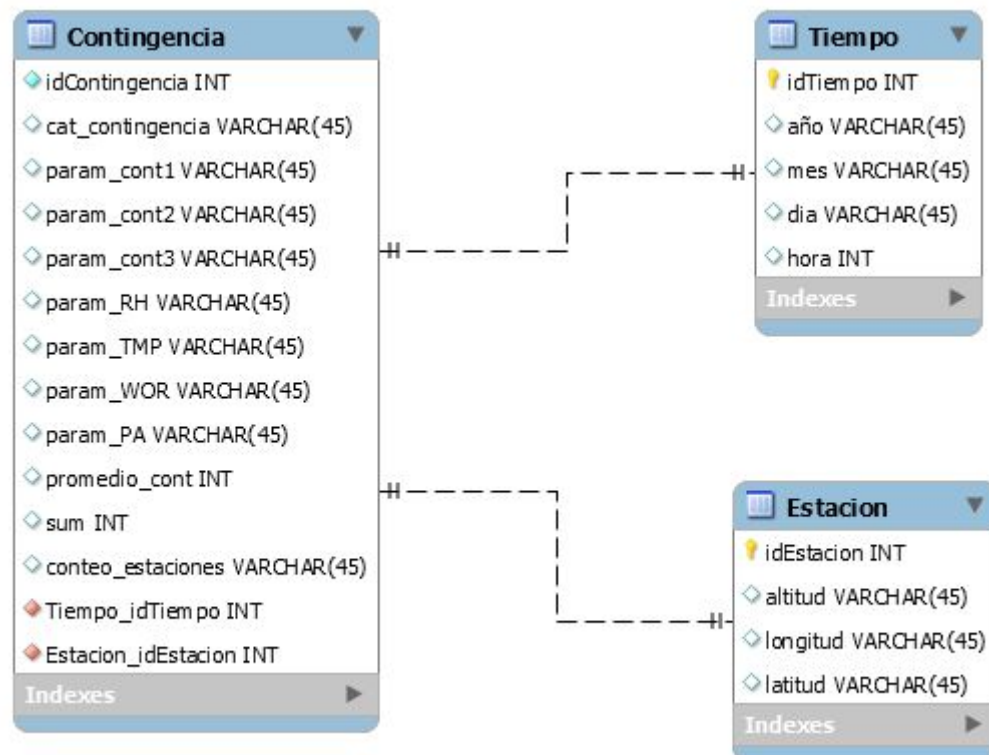 Contingencia
idContingencia INT
cat_contingencia VARCHAR(45)
param_cont1 VARCHAR(45)
param_cont2 VARCHAR(45)
param_cont3 VARCHAR(45)
param_RH VARCHAR(45)
param_TMP VARCHAR(45)
param_WOR VARCHAR(45)
param_PA VARCHAR(45)
promedio_cont INT
sum INT
conteo_estaciones VARCHAR(45)
Tiempo_idTiempo INT
Estacion_idEstacion INT
Indexes
Tiempo
idTiempo INT
año VARCHAR(45)
mes VARCHAR(45)
dia VARCHAR(45)
hora INT
Indexes
Estacion
idEstacion INT
altitud VARCHAR(45)
longitud VARCHAR(45)
latitud VARCHAR(45)
Indexes